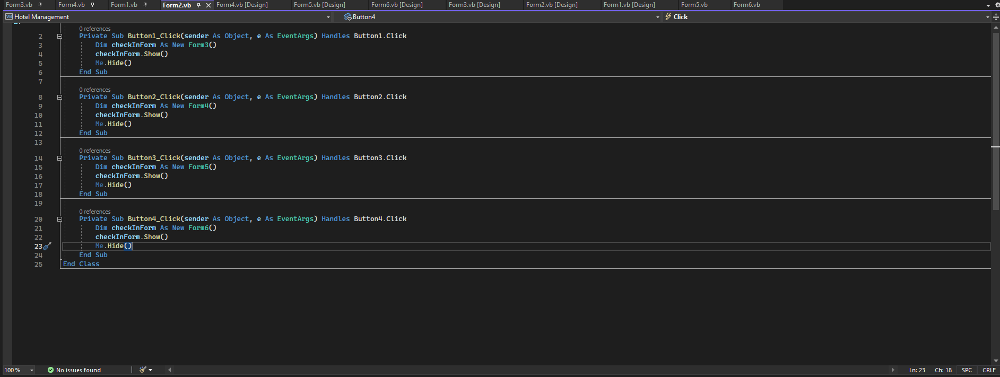 Form3.vb Form4.vb Form1.vb Form2.vb Form4.vb [Design] Form5.vb [Design] Form6.vb [Design] Form3.vb [Design] Form2.vb [Design] Form1.vb [Design] Form5.vb Form6.vb
VB Hotel Management Button4 Click
0 references
2 Private Sub Button1_Click(sender As Object, e As EventArgs) Handles Button1.Click
3 Dim checkInForm As New Form3()
4 checkInForm.Show()
5 Me.Hide()
6 End Sub
7
0 references
8 Private Sub Button2_Click(sender As Object, e As EventArgs) Handles Button2.Click
9 Dim checkInForm As New Form4()
10 checkInForm.Show()
11 Me.Hide()
12 End Sub
13
0 references
14 Private Sub Button3_Click(sender As Object, e As EventArgs) Handles Button3.Click
15 Dim checkInForm As New Form5()
16 checkInForm.Show()
17 Me.Hide()
18 End Sub
19
0 references
20 Private Sub Button4_Click(sender As Object, e As EventArgs) Handles Button4.Click
21 Dim checkInForm As New Form6()
22 checkInForm.Show()
23 Me.Hide()
24 End Sub
25 End Class
100 % No issues found Ln: 23 Ch: 18 SPC CRLF